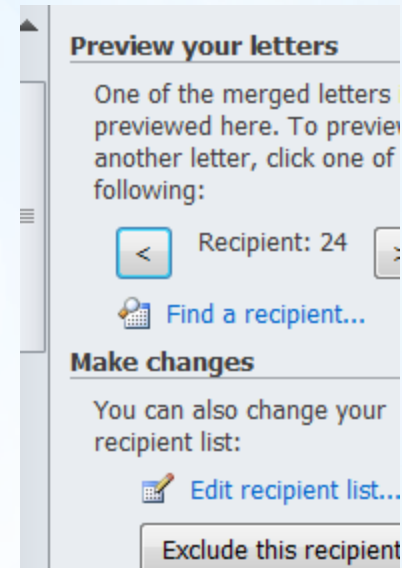 Preview your letters
One of the merged letters
previewed here. To preview
another letter, click one of
following:
< Recipient: 24 >
Find a recipient...
Make changes
You can also change your
recipient list:
Edit recipient list...
Exclude this recipient